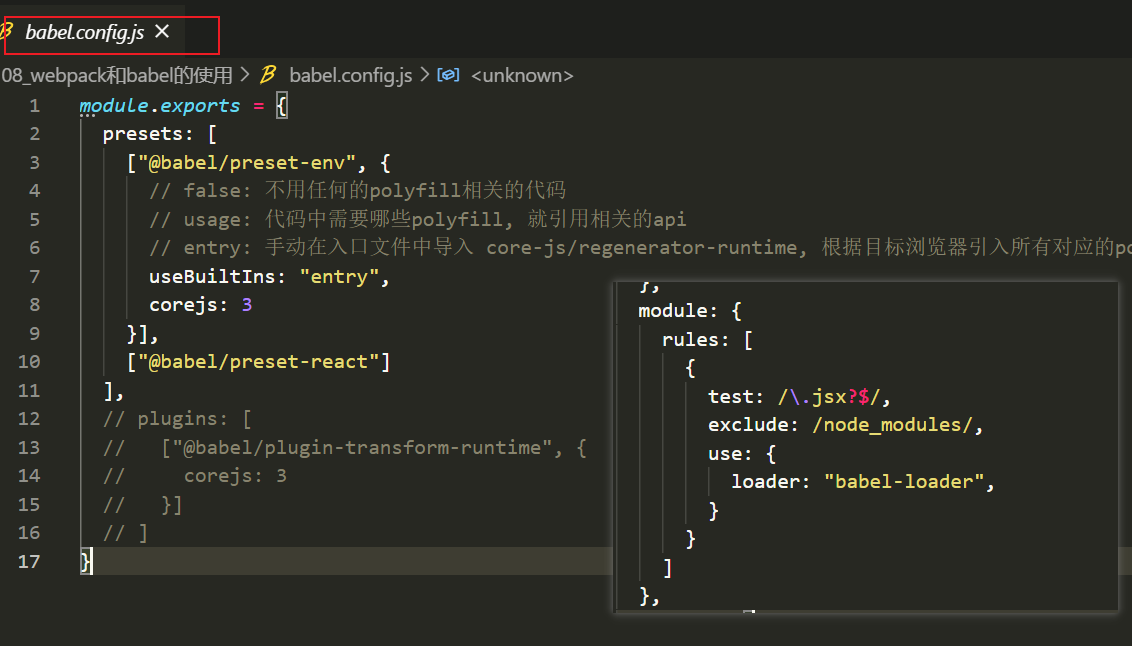 babel.config.js
08_webpack和babel的使用 > babel.config.js > <unknown>
1 module.exports = {
2 presets: [
3 ["@babel/preset-env", {
4 // false: 不用任何的polyfill相关的代码
5 // usage: 代码中需要哪些polyfill, 就引用相关的api
6 // entry: 手动在入口文件中导入 core-js/regenerator-runtime, 根据目标浏览器引入所有对应的po
7 useBuiltIns: "entry",
8 corejs: 3
9 }],
10 ["@babel/preset-react"]
11 ],
12 // plugins: [
13 // ["@babel/plugin-transform-runtime", {
14 // corejs: 3
15 // }]
16 // ]
17 }
},
module: {
rules: [
{
test: /\.jsx?$/,
exclude: /node_modules/,
use: {
loader: "babel-loader",
}
}
]
},